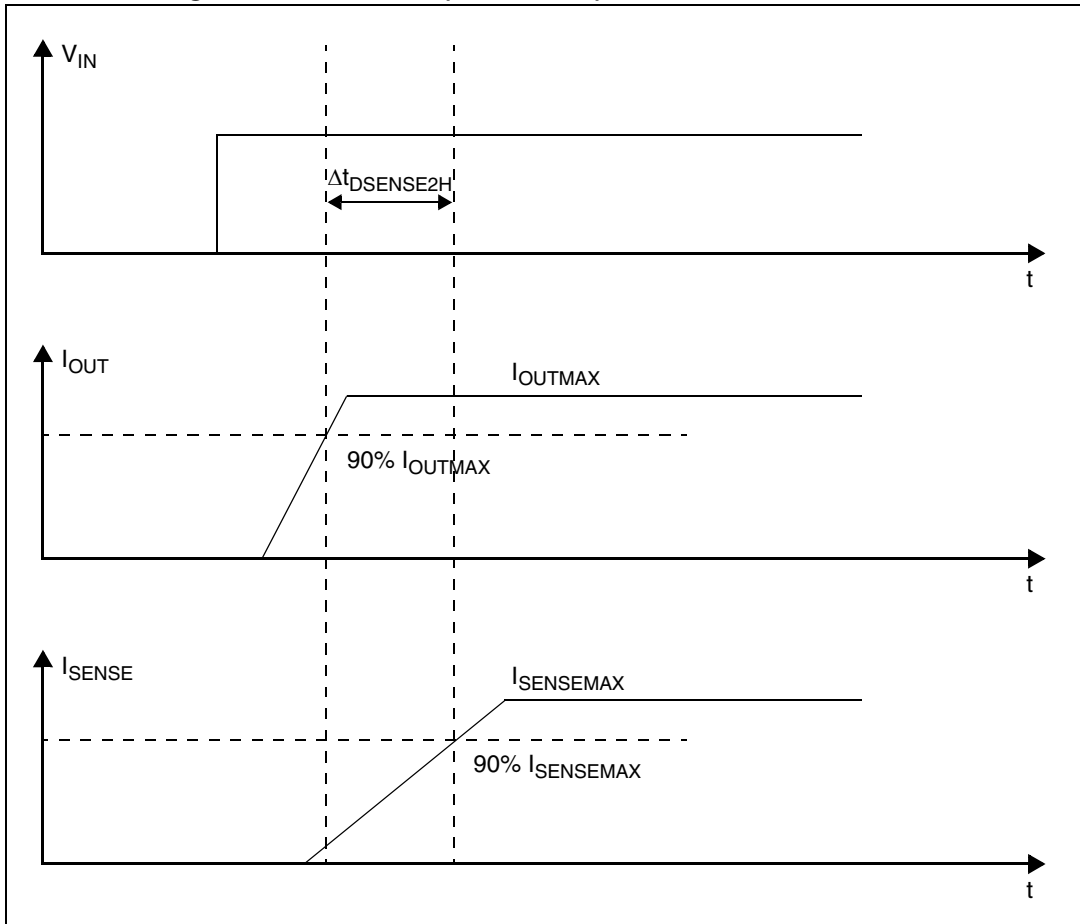 V_IN
Δt_DSENSE2H
t
I_OUT
I_OUTMAX
90% I_OUTMAX
t
I_SENSE
I_SENSEMAX
90% I_SENSEMAX
t